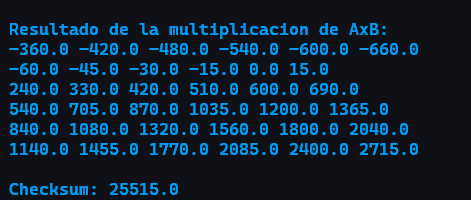 Resultado de la multiplicacion de AxB:
-360.0 -420.0 -480.0 -540.0 -600.0 -660.0
-60.0 -45.0 -30.0 -15.0 0.0 15.0
240.0 330.0 420.0 510.0 600.0 690.0
540.0 705.0 870.0 1035.0 1200.0 1365.0
840.0 1080.0 1320.0 1560.0 1800.0 2040.0
1140.0 1455.0 1770.0 2085.0 2400.0 2715.0
Checksum: 25515.0